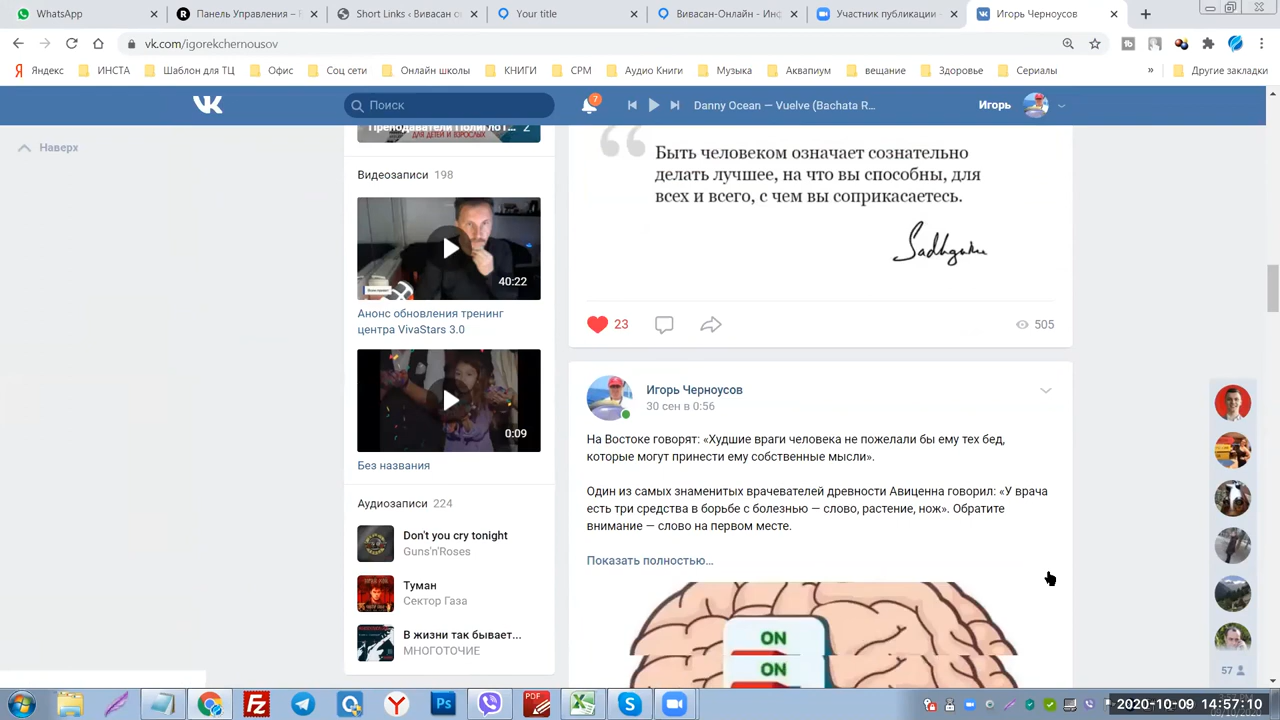 WhatsApp
Панель Управления –
Short Links ‹ Вивасан о
Your title
Вивасан-Онлайн - Инф
Участник публикации -
Игорь Черноусов
vk.com/igorekchernousov
Яндекс
ИНСТА
Шаблон для ТЦ
Офис
Соц сети
Онлайн школы
КНИГИ
СРМ
Аудио Книги
Музыка
Аквапиум
вещание
Здоровье
Сериалы
»
Другие закладки
Поиск
7
Danny Ocean — Vuelve (Bachata R...
Игорь
Наверх
Преподаватели Полиглот... 2
ДЛЯ ДЕТЕЙ И ВЗРОСЛЫХ
Видеозаписи 198
40:22
Анонс обновления тренинг
центра VivaStars 3.0
0:09
Без названия
Аудиозаписи 224
Don't you cry tonight
Guns'n'Roses
Туман
Сектор Газа
В жизни так бывает...
МНОГОТОЧИЕ
Быть человеком означает сознательно
делать лучшее, на что вы способны, для
всех и всего, с чем вы соприкасаетесь.
Sadhguru
23
505
Игорь Черноусов
30 сен в 0:56
На Востоке говорят: «Худшие враги человека не пожелали бы ему тех бед,
которые могут принести ему собственные мысли».
Один из самых знаменитых врачевателей древности Авиценна говорил: «У врача
есть три средства в борьбе с болезнью — слово, растение, нож». Обратите
внимание — слово на первом месте.
Показать полностью...
ON
ON
57
2020-10-09 14:57:10